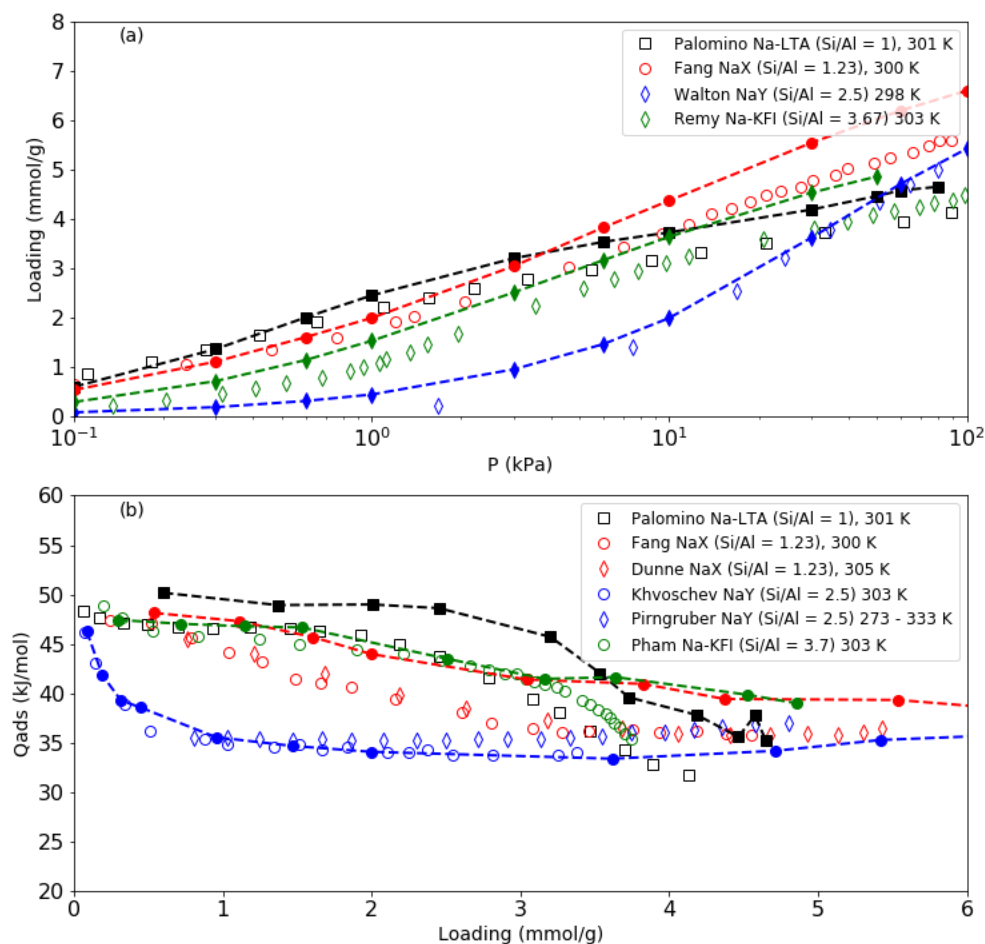 (a)
Palomino Na-LTA (Si/Al = 1), 301 K
Fang NaX (Si/Al = 1.23), 300 K
Walton NaY (Si/Al = 2.5) 298 K
Remy Na-KFI (Si/Al = 3.67) 303 K
Loading (mmol/g)
8
7
6
5
4
3
2
1
0
10⁻¹
10⁰
10¹
10²
P (kPa)
(b)
Palomino Na-LTA (Si/Al = 1), 301 K
Fang NaX (Si/Al = 1.23), 300 K
Dunne NaX (Si/Al = 1.23), 305 K
Khvoschev NaY (Si/Al = 2.5) 303 K
Pirngruber NaY (Si/Al = 2.5) 273 - 333 K
Pham Na-KFI (Si/Al = 3.7) 303 K
Qads (kJ/mol)
60
55
50
45
40
35
30
25
20
0
1
2
3
4
5
6
Loading (mmol/g)